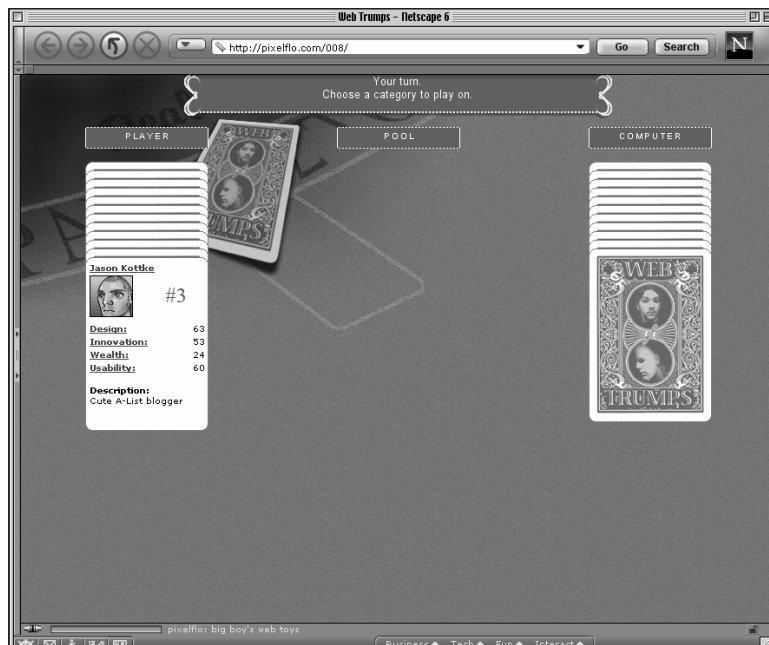 Web Trumps - Netscape 6
http://pixelflo.com/008/
Go
Search
N
Your turn.
Choose a category to play on.
PLAYER
POOL
COMPUTER
WEB
TRUMPS
Jason Kottke
#3
Design: 63
Innovation: 53
Wealth: 24
Usability: 60
Description:
Cute A-List blogger
WEB
TRUMPS
pixelflo: big boy's web toys
Business
Tech
Fun
Interact